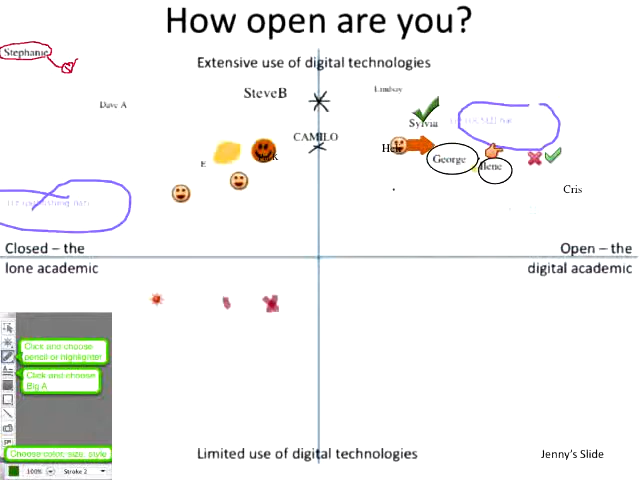 How open are you?
Stephanie
Extensive use of digital technologies
Lindsay
SteveB
Dave A
Sylvia
CAMILO
George
Ilene
E
Cris
Closed – the
lone academic
Open – the
digital academic
Click and choose
pencil or highlighter
Click and choose
Big A
Choose color, size, style
100%
Stroke 2
Limited use of digital technologies
Jenny's Slide